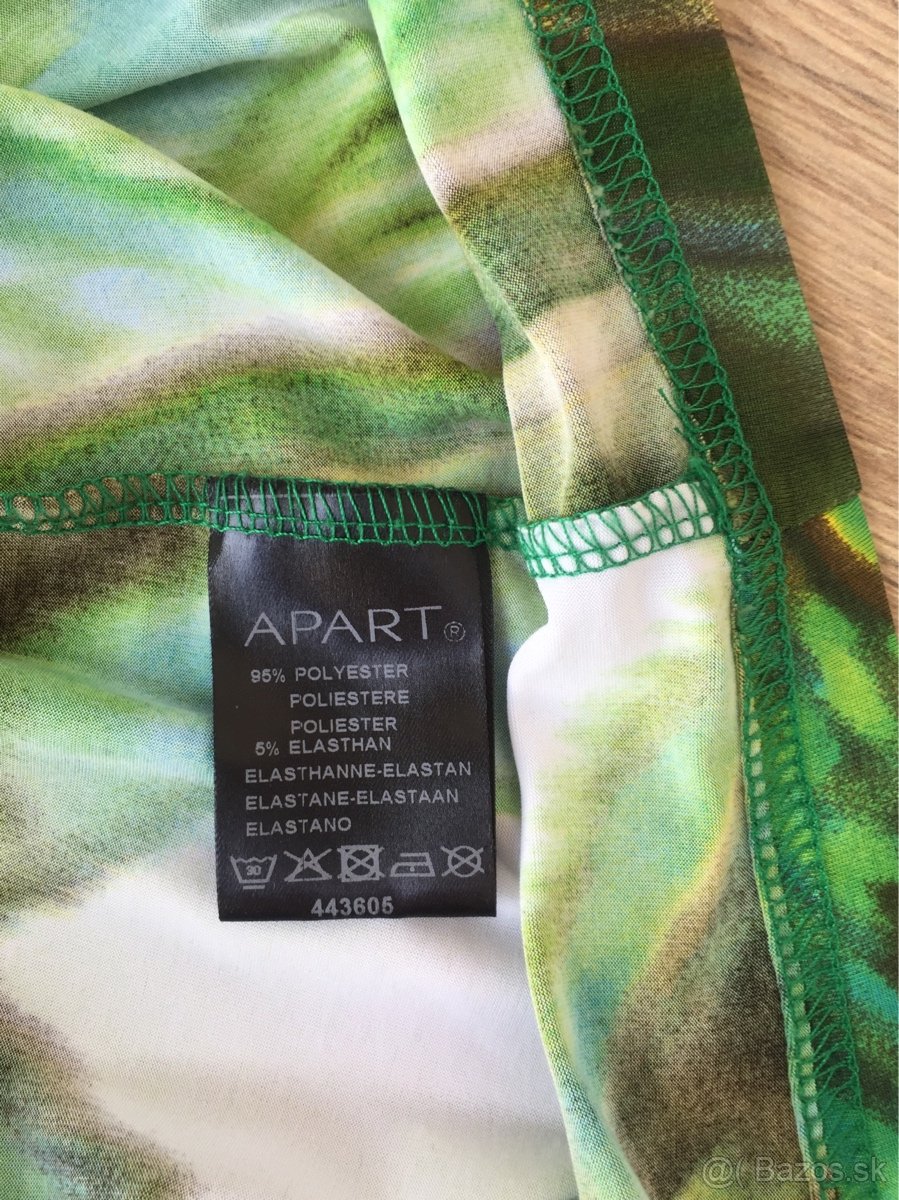 APART®
95% POLYESTER
POLIESTERE
POLIESTER
5% ELASTHAN
ELASTHANNE-ELASTAN
ELASTANE-ELASTAAN
ELASTANO
30
443605
@( Bazos.sk